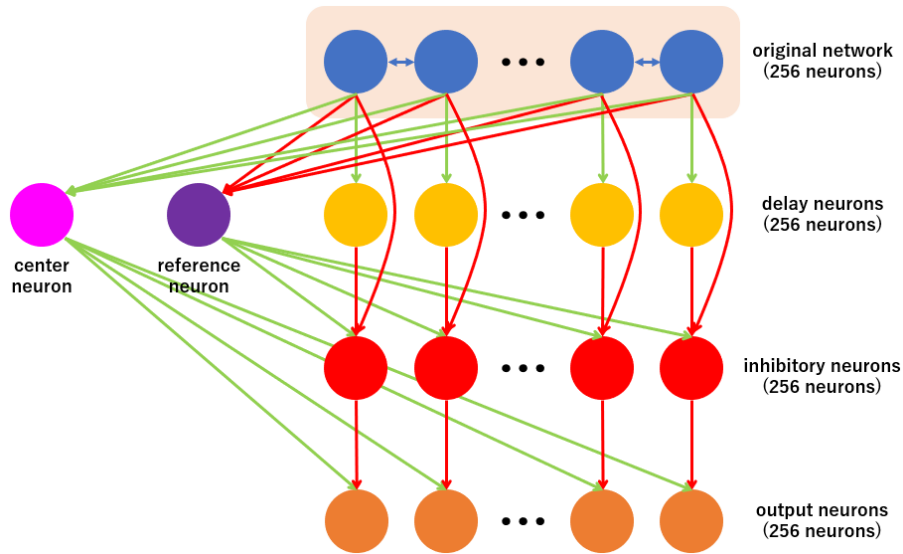 original network
(256 neurons)
delay neurons
(256 neurons)
center
neuron
reference
neuron
inhibitory neurons
(256 neurons)
output neurons
(256 neurons)